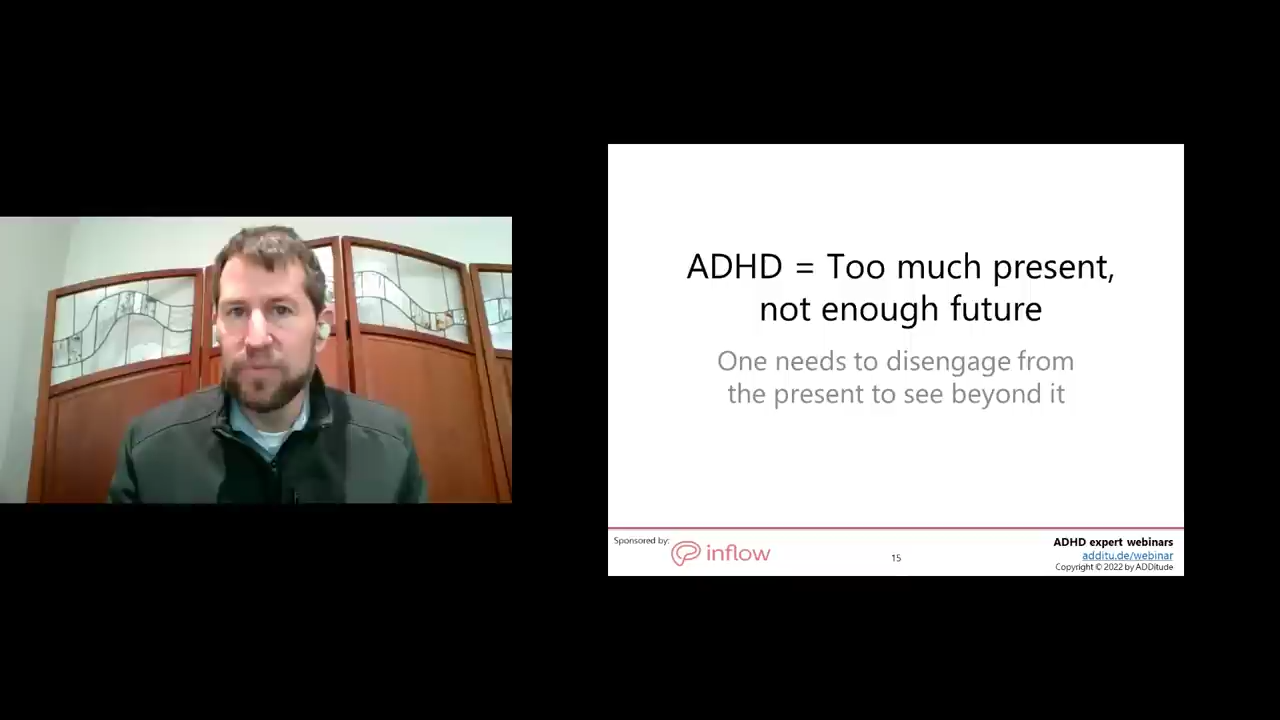 ADHD = Too much present,
not enough future
One needs to disengage from
the present to see beyond it
Sponsored by:
inflow
15
ADHD expert webinars
additu.de/webinar
Copyright © 2022 by ADDitude